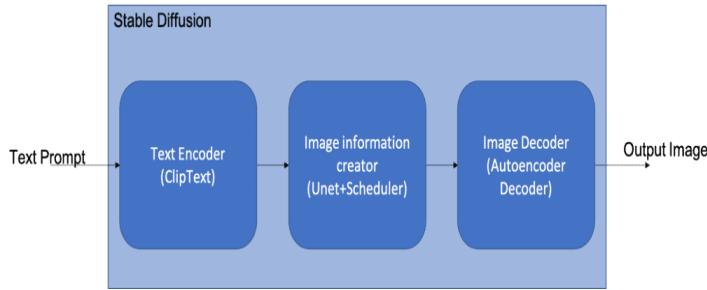 Stable Diffusion
Text Prompt
Text Encoder
(ClipText)
Image information
creator
(Unet+Scheduler)
Image Decoder
(Autoencoder
Decoder)
Output Image